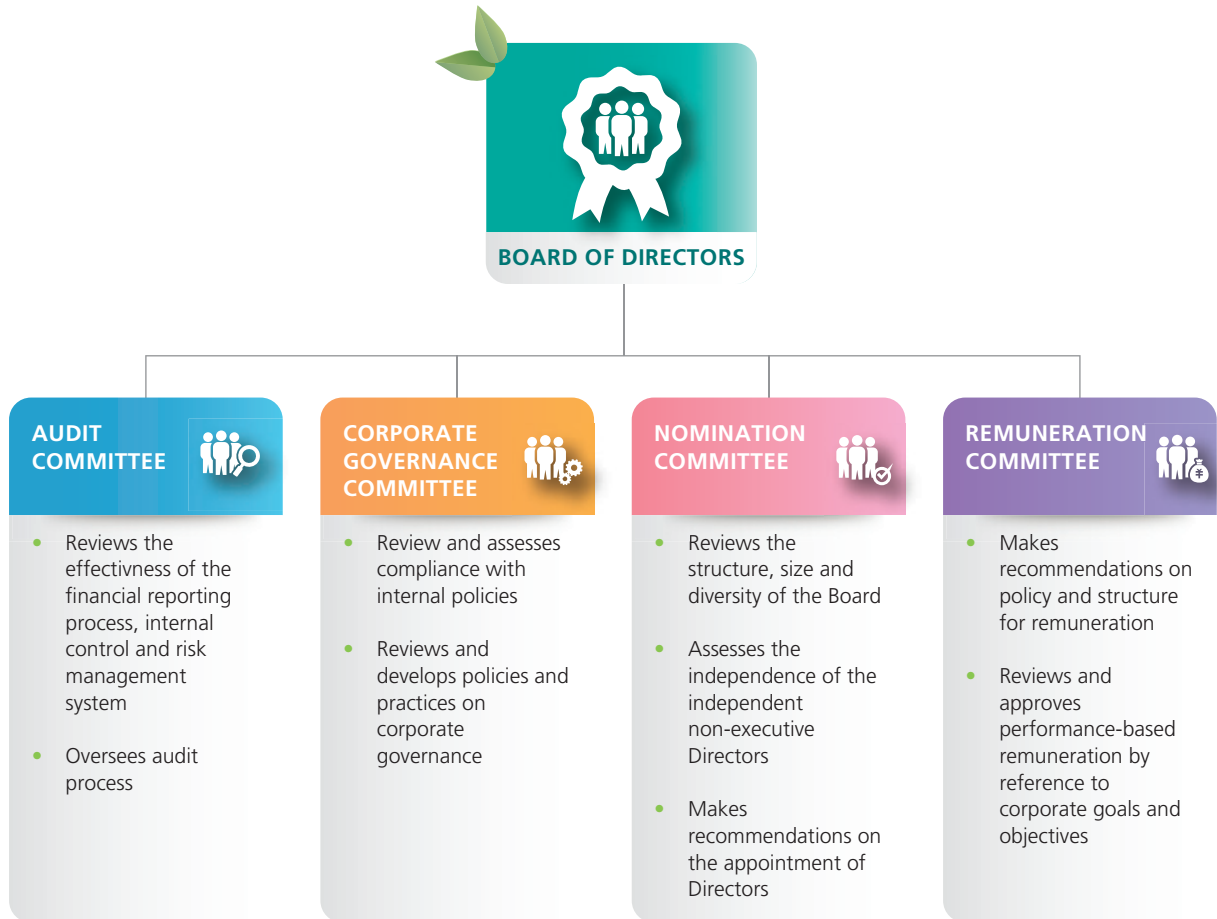 BOARD OF DIRECTORS
AUDIT
COMMITTEE
• Reviews the
effectivness of the
financial reporting
process, internal
control and risk
management
system
• Oversees audit
process
CORPORATE
GOVERNANCE
COMMITTEE
• Review and assesses
compliance with
internal policies
• Reviews and
develops policies and
practices on
corporate
governance
NOMINATION
COMMITTEE
• Reviews the
structure, size and
diversity of the Board
• Assesses the
independence of the
independent
non-executive
Directors
• Makes
recommendations on
the appointment of
Directors
REMUNERATION
COMMITTEE
¥
• Makes
recommendations on
policy and structure
for remuneration
• Reviews and
approves
performance-based
remuneration by
reference to
corporate goals and
objectives